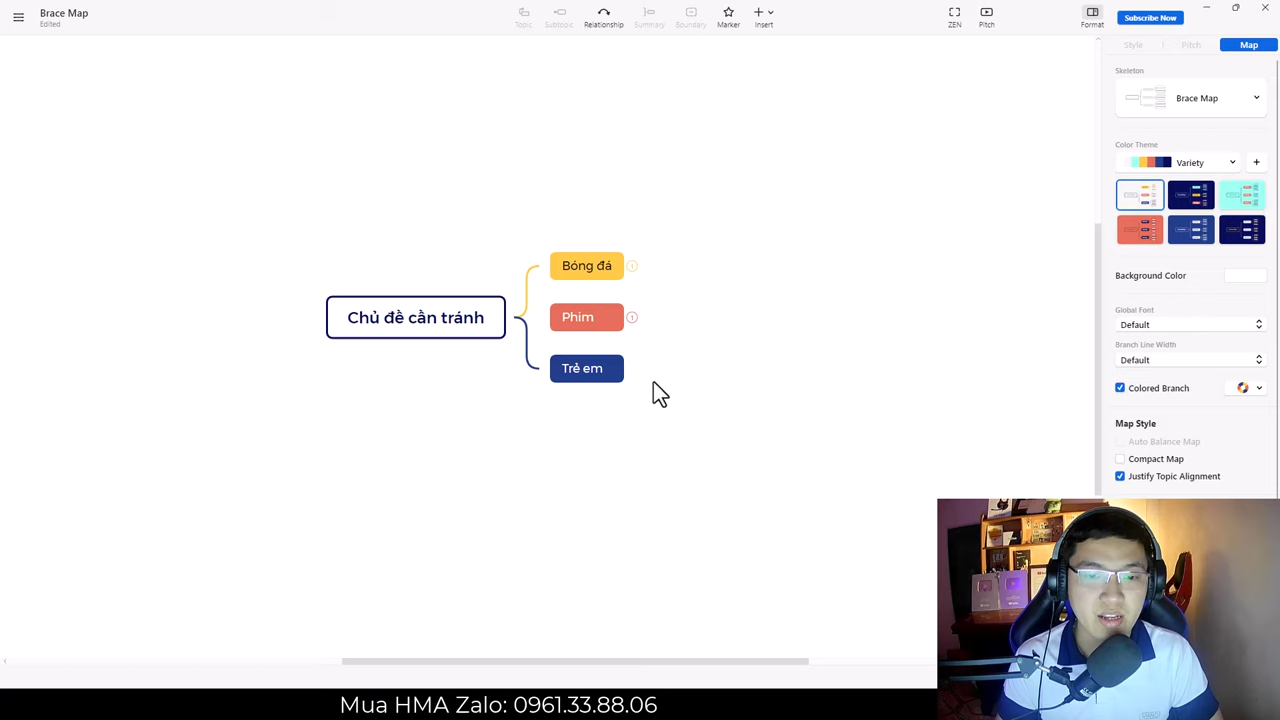 Brace Map
Edited
Topic
Subtopic
Relationship
Summary
Boundary
Marker
Insert
ZEN
Pitch
Format
Subscribe Now
Style
Pitch
Map
Skeleton
Brace Map
Color Theme
Variety
Background Color
Global Font
Default
Branch Line Width
Default
Colored Branch
Map Style
Auto Balance Map
Compact Map
Justify Topic Alignment
Chủ đề cần tránh
Bóng đá
1
Phim
1
Trẻ em
Mua HMA Zalo: 0961.33.88.06